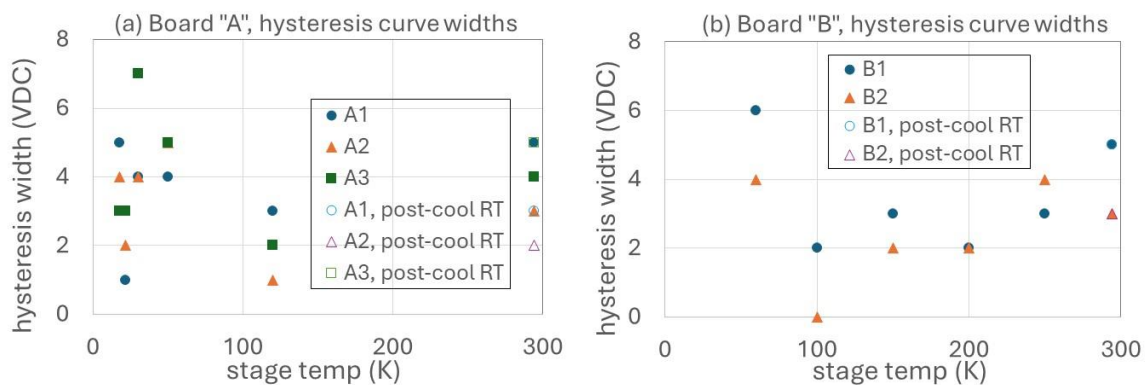 (a) Board "A", hysteresis curve widths
hysteresis width (VDC)
8
6
4
2
0
A1
A2
A3
A1, post-cool RT
A2, post-cool RT
A3, post-cool RT
0 100 200 300
stage temp (K)
(b) Board "B", hysteresis curve widths
hysteresis width (VDC)
8
6
4
2
0
B1
B2
B1, post-cool RT
B2, post-cool RT
0 100 200 300
stage temp (K)